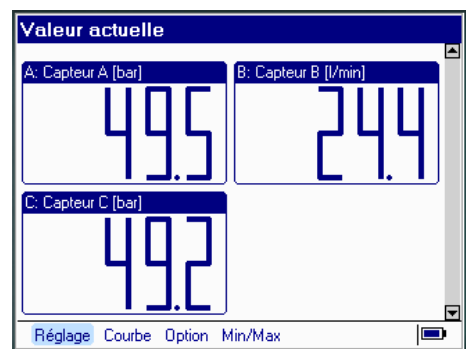 Valeur actuelle
A: Capteur A [bar]
49.5
B: Capteur B [l/min]
24.4
C: Capteur C [bar]
49.2
Réglage Courbe Option Min/Max